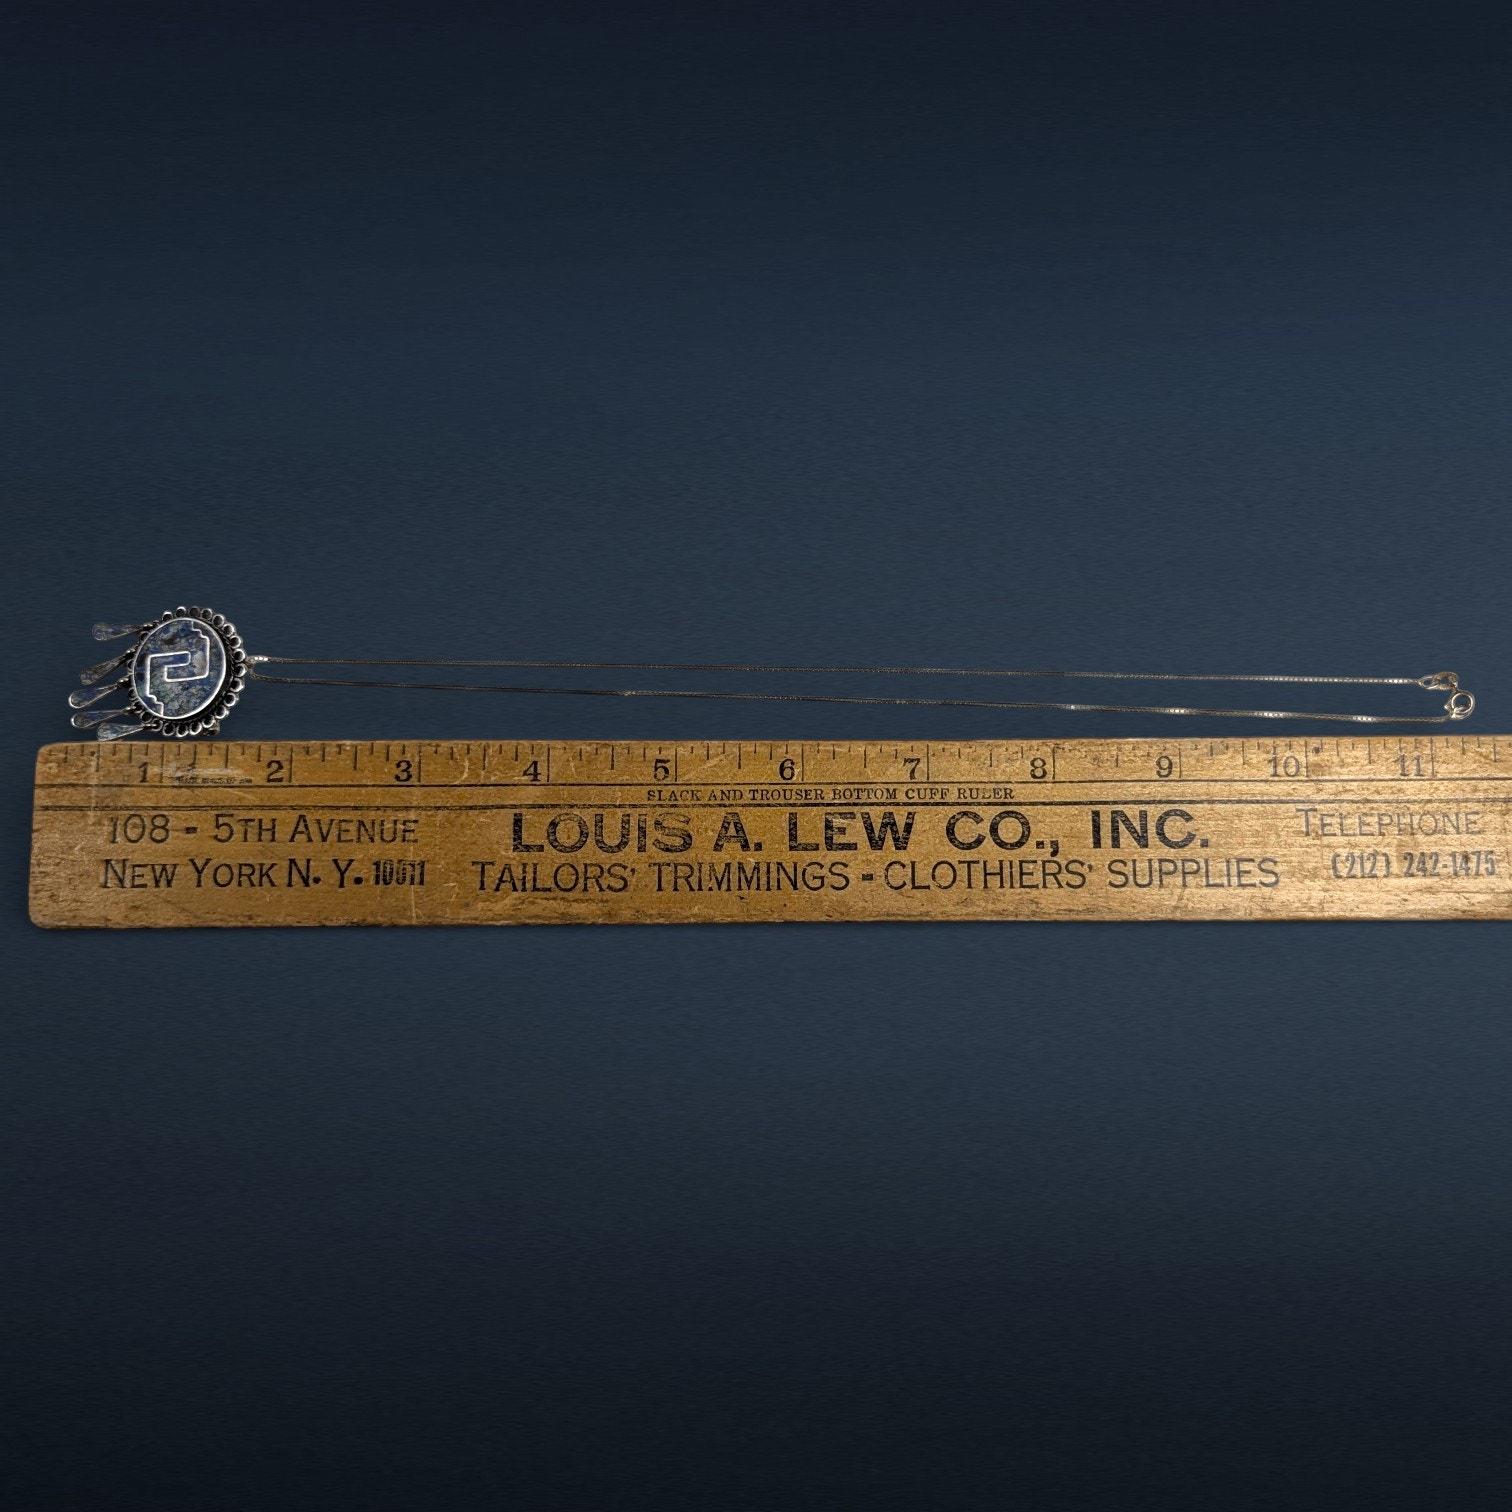 1 2 3 4 5 6 7 8 9 10 11
SLACK AND TROUSER BOTTOM CUFF RULER
108 - 5TH AVENUE LOUIS A. LEW CO., INC. TELEPHONE
NEW YORK N. Y. 10011 TAILORS' TRIMMINGS - CLOTHIERS' SUPPLIES (212) 242-1475